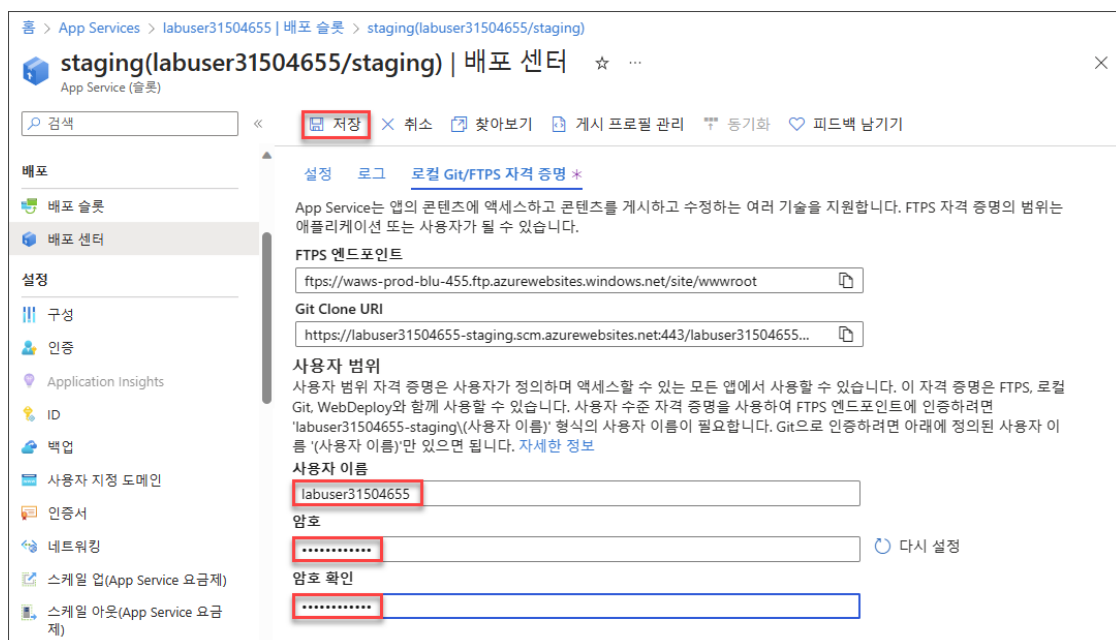 홈 > App Services > labuser31504655 | 배포 슬롯 > staging(labuser31504655/staging)
staging(labuser31504655/staging) | 배포 센터
App Service (슬롯)
검색
저장 취소 찾아보기 게시 프로필 관리 동기화 피드백 남기기
배포
배포 슬롯
배포 센터
설정
구성
인증
Application Insights
ID
백업
사용자 지정 도메인
인증서
네트워킹
스케일 업(App Service 요금제)
스케일 아웃(App Service 요금
제)
설정 로그 로컬 Git/FTPS 자격 증명 *
App Service는 앱의 콘텐츠에 액세스하고 콘텐츠를 게시하고 수정하는 여러 기술을 지원합니다. FTPS 자격 증명의 범위는
애플리케이션 또는 사용자가 될 수 있습니다.
FTPS 엔드포인트
ftps://waws-prod-blu-455.ftp.azurewebsites.windows.net/site/wwwroot
Git Clone URI
https://labuser31504655-staging.scm.azurewebsites.net:443/labuser31504655...
사용자 범위
사용자 범위 자격 증명은 사용자가 정의하며 액세스할 수 있는 모든 앱에서 사용할 수 있습니다. 이 자격 증명은 FTPS, 로컬
Git, WebDeploy와 함께 사용할 수 있습니다. 사용자 수준 자격 증명을 사용하여 FTPS 엔드포인트에 인증하려면
'labuser31504655-staging\(사용자 이름)' 형식의 사용자 이름이 필요합니다. Git으로 인증하려면 아래에 정의된 사용자 이
름 '(사용자 이름)'만 있으면 됩니다. 자세한 정보
사용자 이름
labuser31504655
암호
••••••••••••
다시 설정
암호 확인
••••••••••••